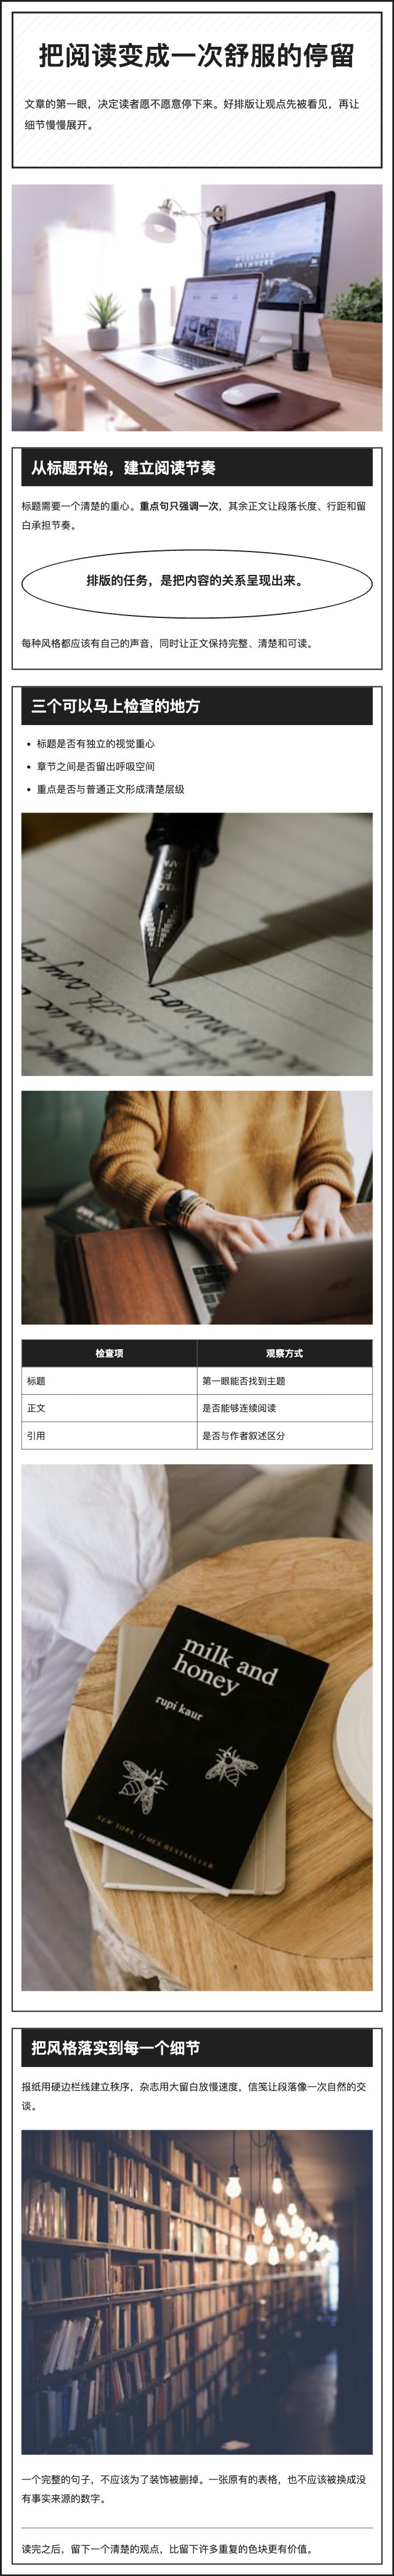 把阅读变成一次舒服的停留
文章的第一眼，决定读者愿不愿意停下来。好排版让观点先被看见，再让
细节慢慢展开。
从标题开始，建立阅读节奏
标题需要一个清楚的重心。重点句只强调一次，其余正文让段落长度、行距和留
白承担节奏。
排版的任务，是把内容的关系呈现出来。
每种风格都应该有自己的声音，同时让正文保持完整、清楚和可读。
三个可以马上检查的地方
• 标题是否有独立的视觉重心
• 章节之间是否留出呼吸空间
• 重点是否与普通正文形成清楚层级
检查项 观察方式
标题 第一眼能否找到主题
正文 是否能够连续阅读
引用 是否与作者叙述区分
milk and
honey
rupi kaur
NEW YORK TIMES BESTSELLER
把风格落实到每一个细节
报纸用硬边栏线建立秩序，杂志用大留白放慢速度，信笺让段落像一次自然的交
谈。
一个完整的句子，不应该为了装饰被删掉。一张原有的表格，也不应该被换成没
有事实来源的数字。
读完之后，留下一个清楚的观点，比留下许多重复的色块更有价值。